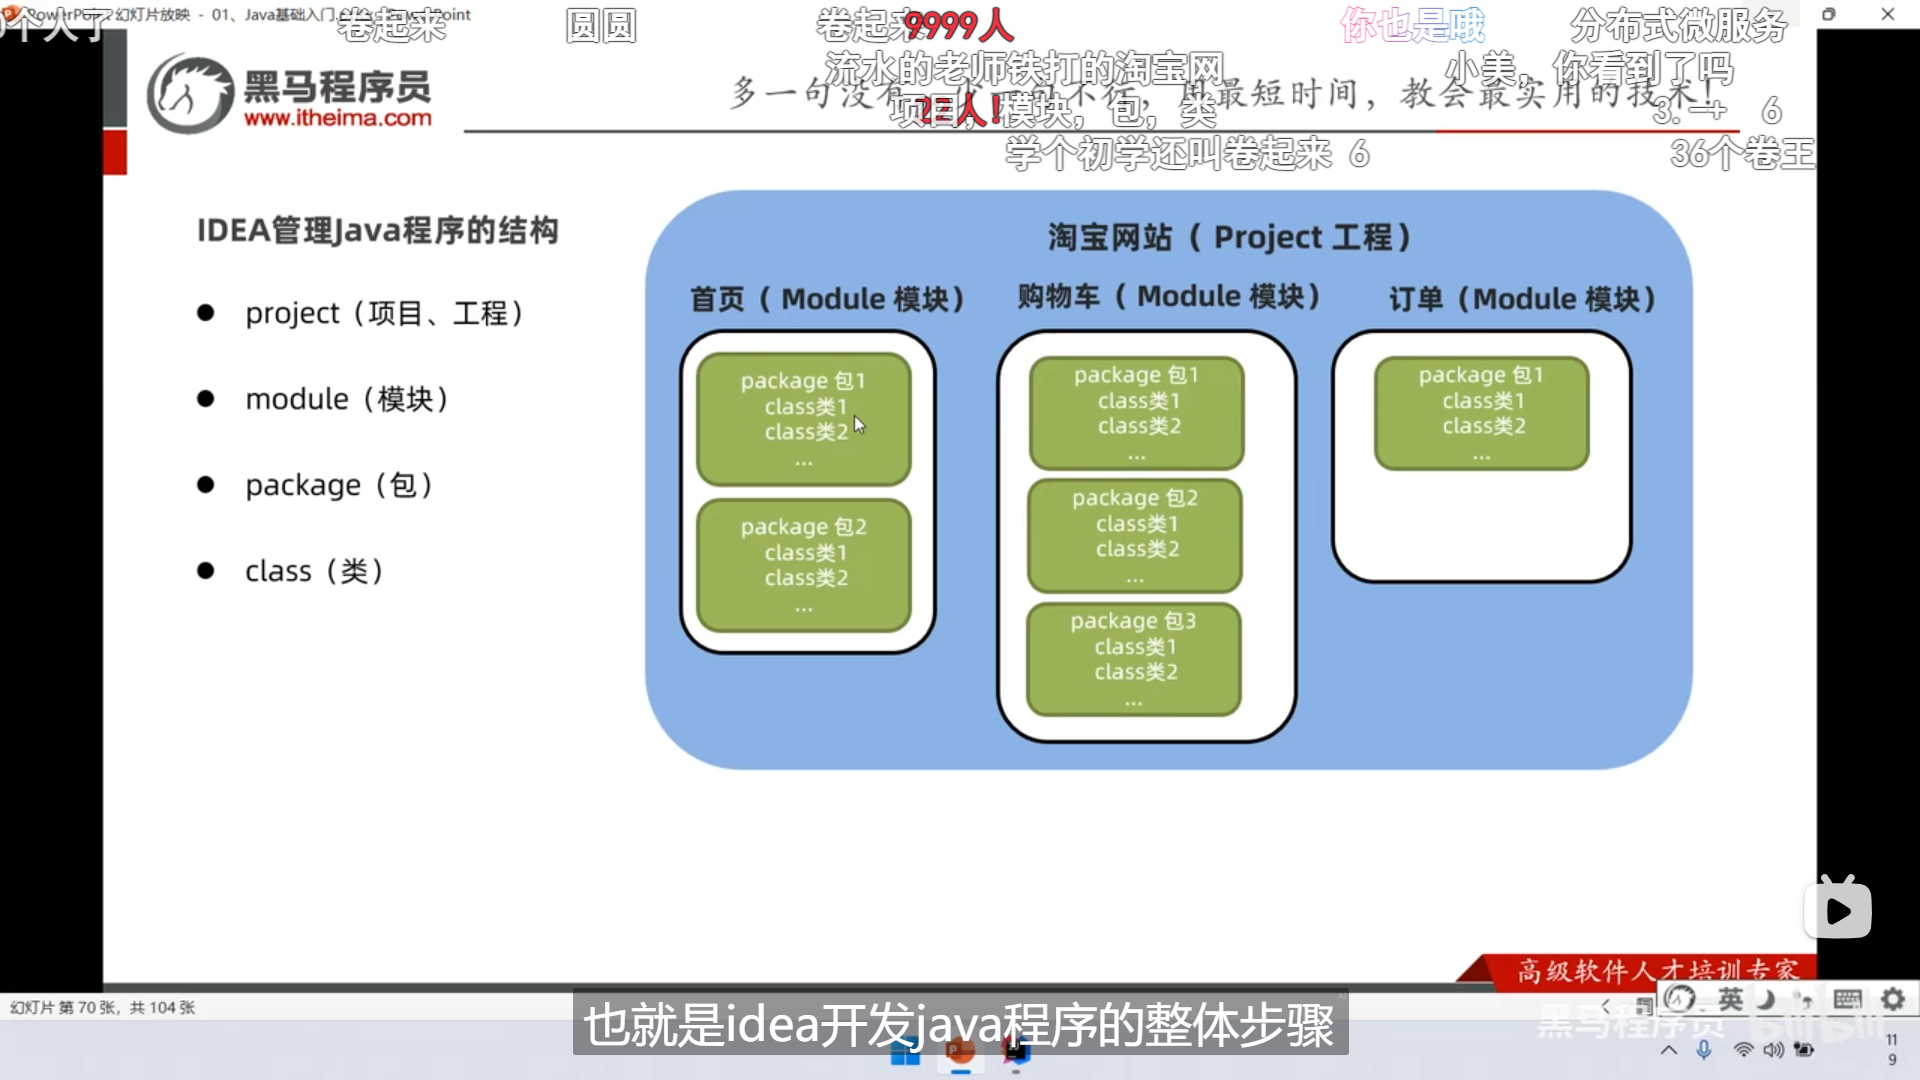 PowerPoint 幻灯片放映 - 01、Java基础入门
PowerPoint
个人了
卷起来
圆圆
卷起来
9999人
你也是哦
分布式微服务
流水的老师铁打的淘宝网
小美，你看到了吗
黑马程序员
www.itheima.com
多一句没有
不行，用最短时间，教会最实用的技术！
项目，模块，包，类
22人！
6
学个初学还叫卷起来 6
36个卷王
IDEA管理Java程序的结构
project（项目、工程）
module（模块）
package（包）
class（类）
淘宝网站（ Project 工程）
首页（ Module 模块）
购物车（ Module 模块）
订单（Module 模块）
package 包1
class类1
class类2
...
package 包2
class类1
class类2
...
package 包1
class类1
class类2
...
package 包2
class类1
class类2
...
package 包3
class类1
class类2
...
package 包1
class类1
class类2
...
高级软件人才培训专家
幻灯片 第 70 张，共 104 张
英
黑马程序员
bilibili
也就是idea开发java程序的整体步骤
11
9